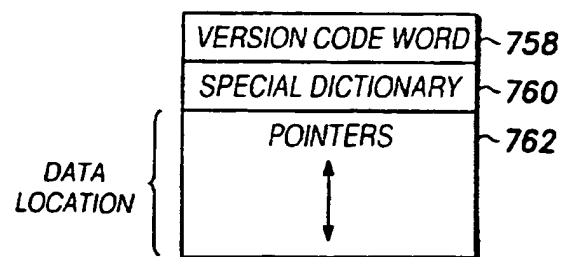 VERSION CODE WORD 758
SPECIAL DICTIONARY 760
POINTERS 762
DATA
LOCATION